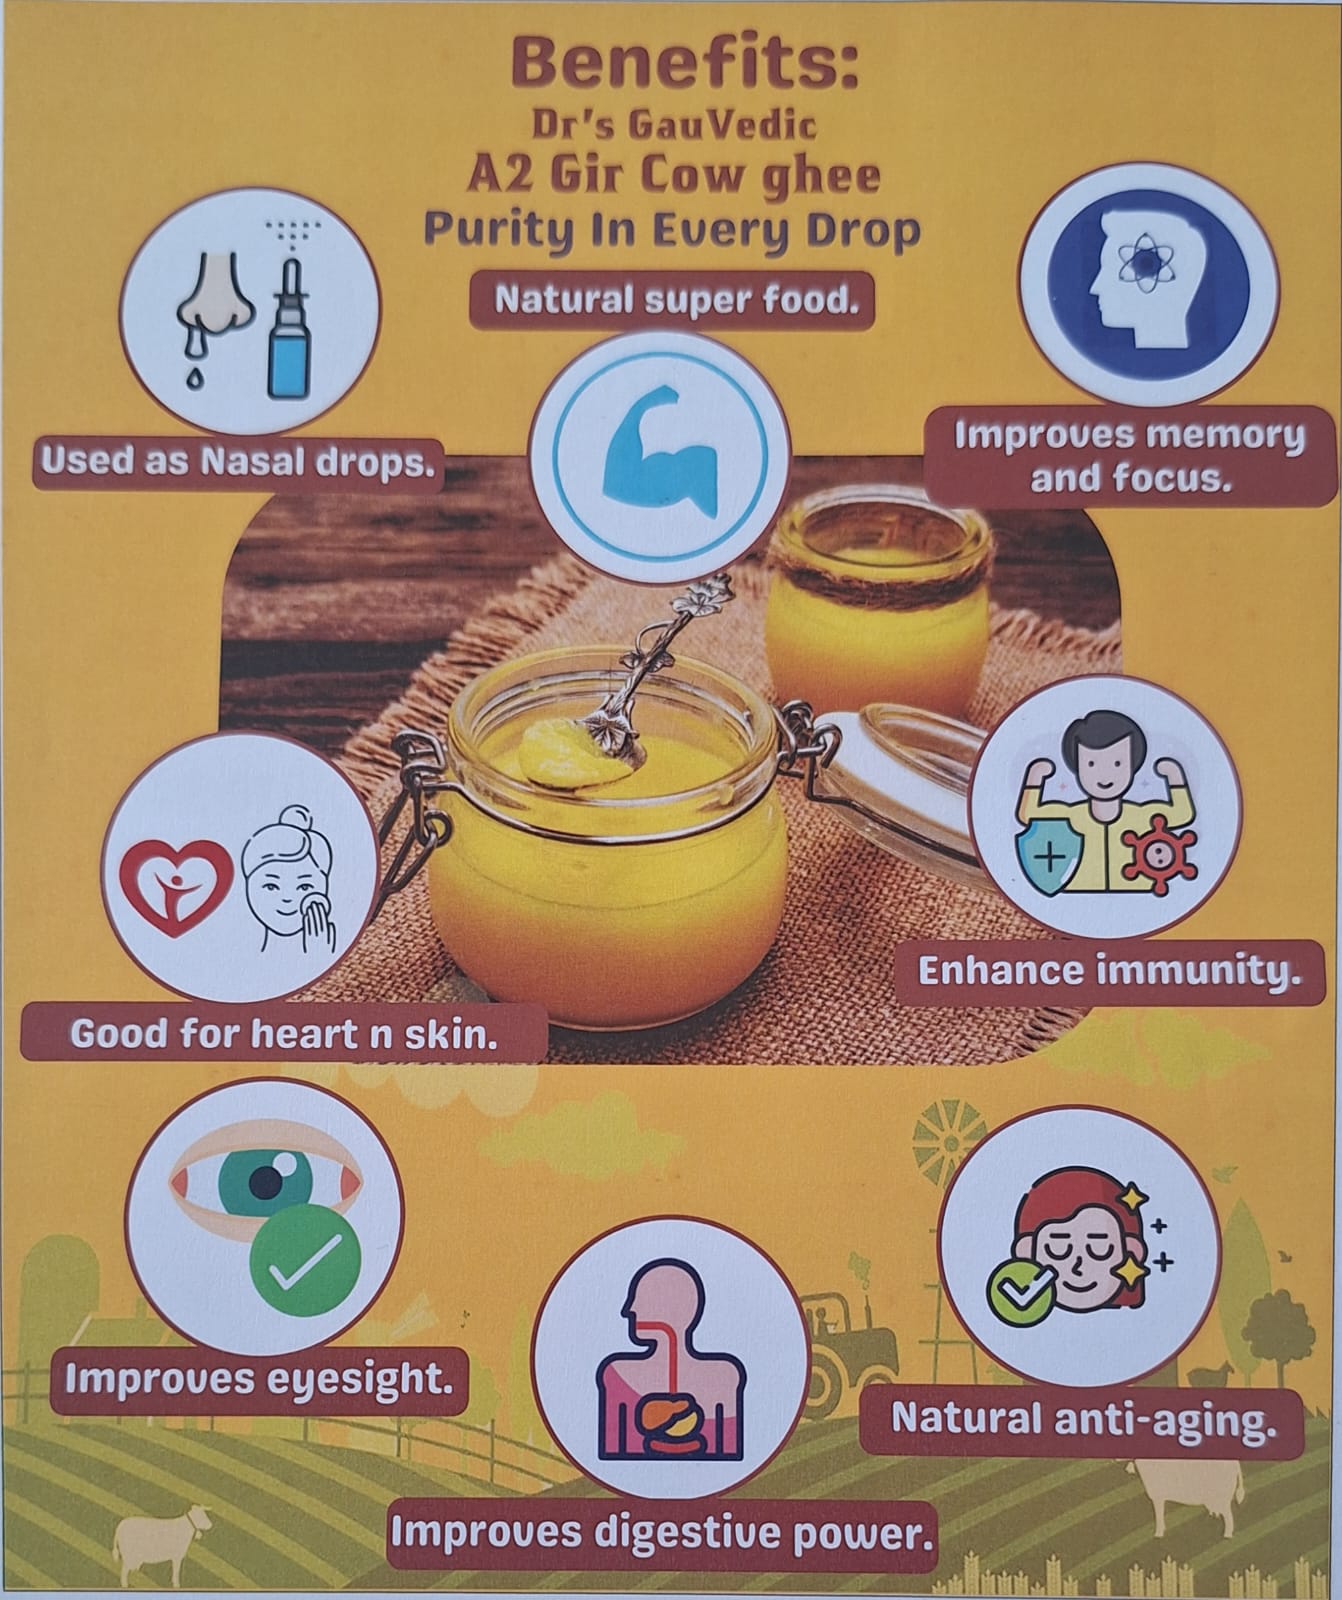 Benefits:
Dr's GauVedic
A2 Gir Cow ghee
Purity In Every Drop
Natural super food.
Used as Nasal drops.
Improves memory
and focus.
Good for heart n skin.
Enhance immunity.
Improves eyesight.
Natural anti-aging.
Improves digestive power.